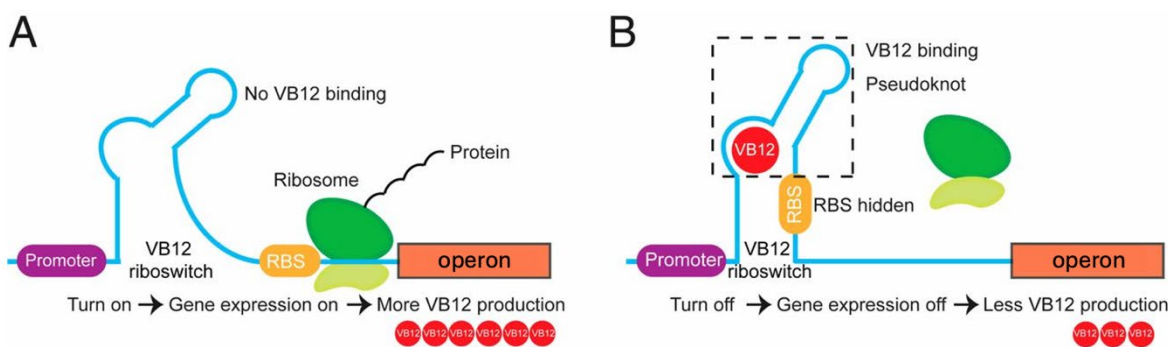 A
No VB12 binding
Protein
Ribosome
Promoter
VB12
riboswitch
RBS
operon
Turn on → Gene expression on → More VB12 production
VB12 VB12 VB12 VB12 VB12 VB12
B
VB12 binding
Pseudoknot
VB12
RBS
RBS hidden
Promoter
VB12
riboswitch
operon
Turn off → Gene expression off → Less VB12 production
VB12 VB12 VB12